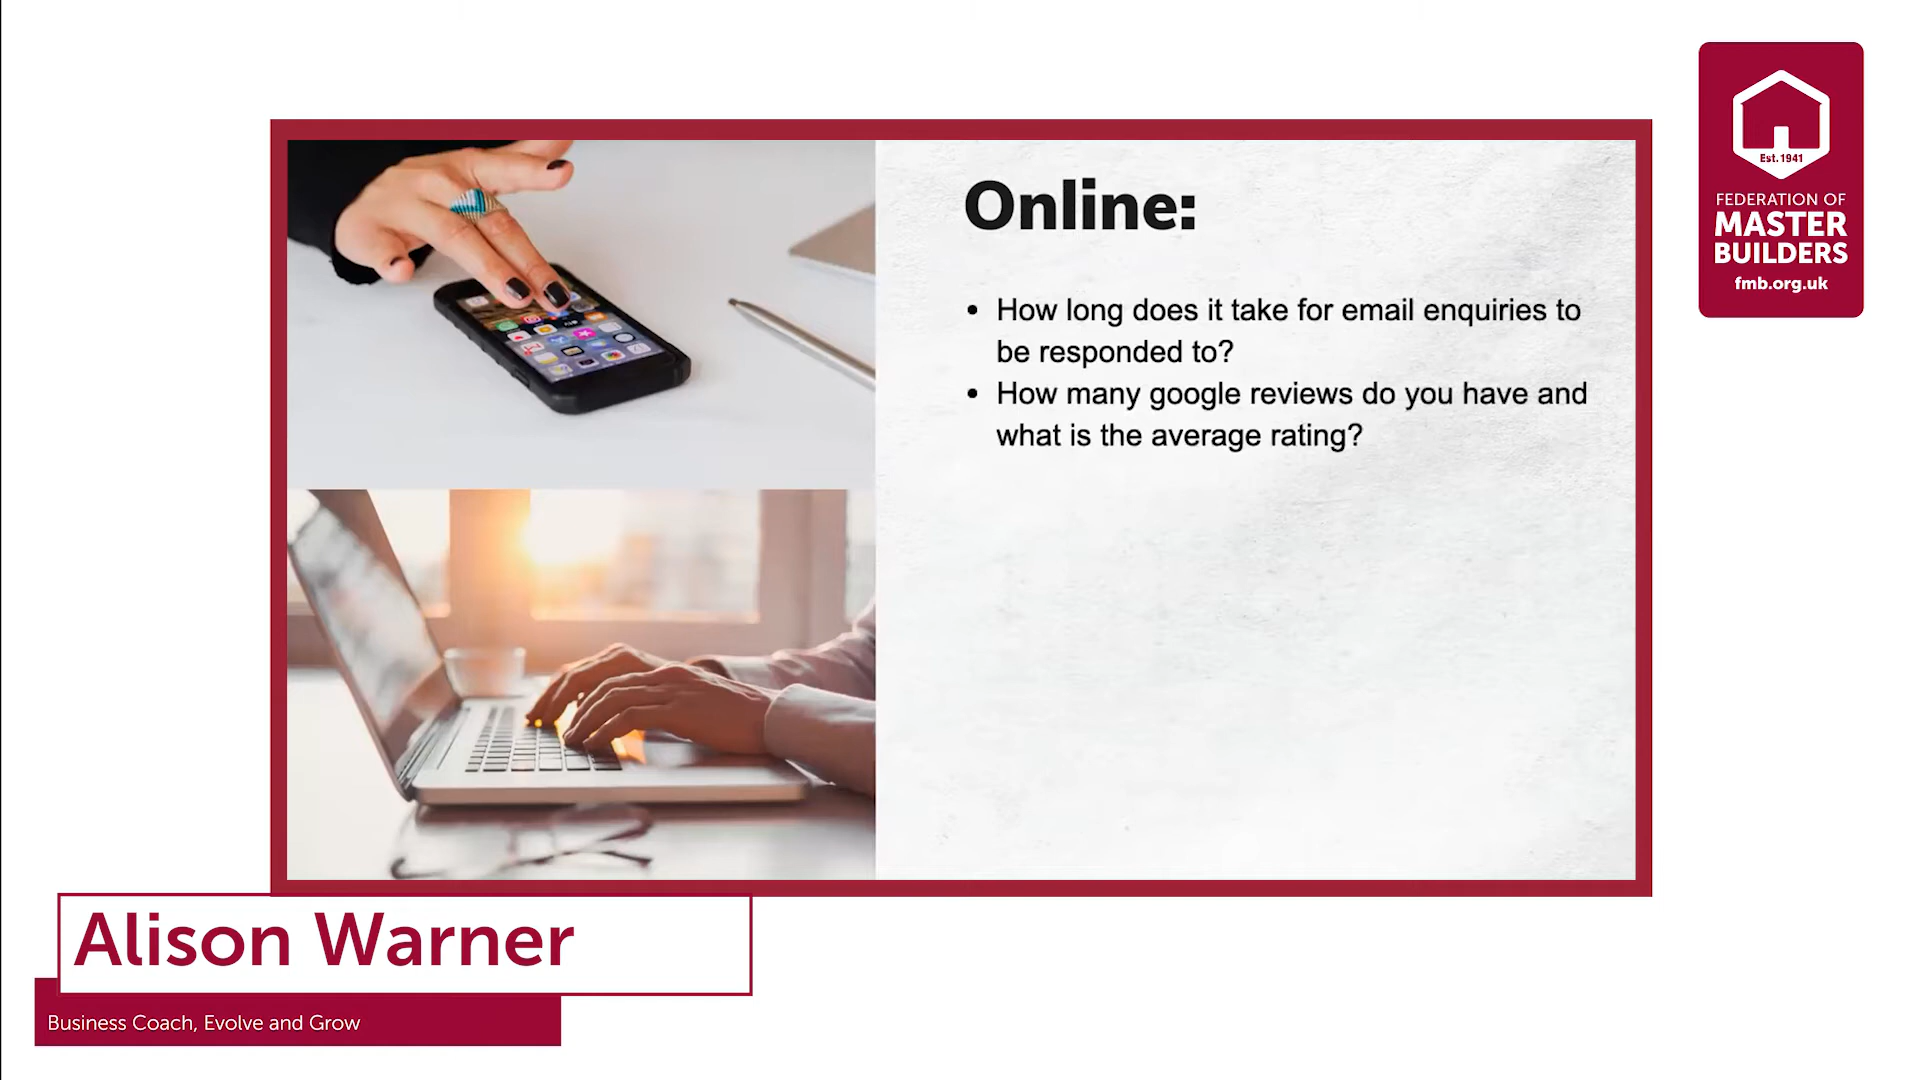 Est. 1941
FEDERATION OF
MASTER
BUILDERS
fmb.org.uk
Online:
• How long does it take for email enquiries to
be responded to?
• How many google reviews do you have and
what is the average rating?
Alison Warner
Business Coach, Evolve and Grow